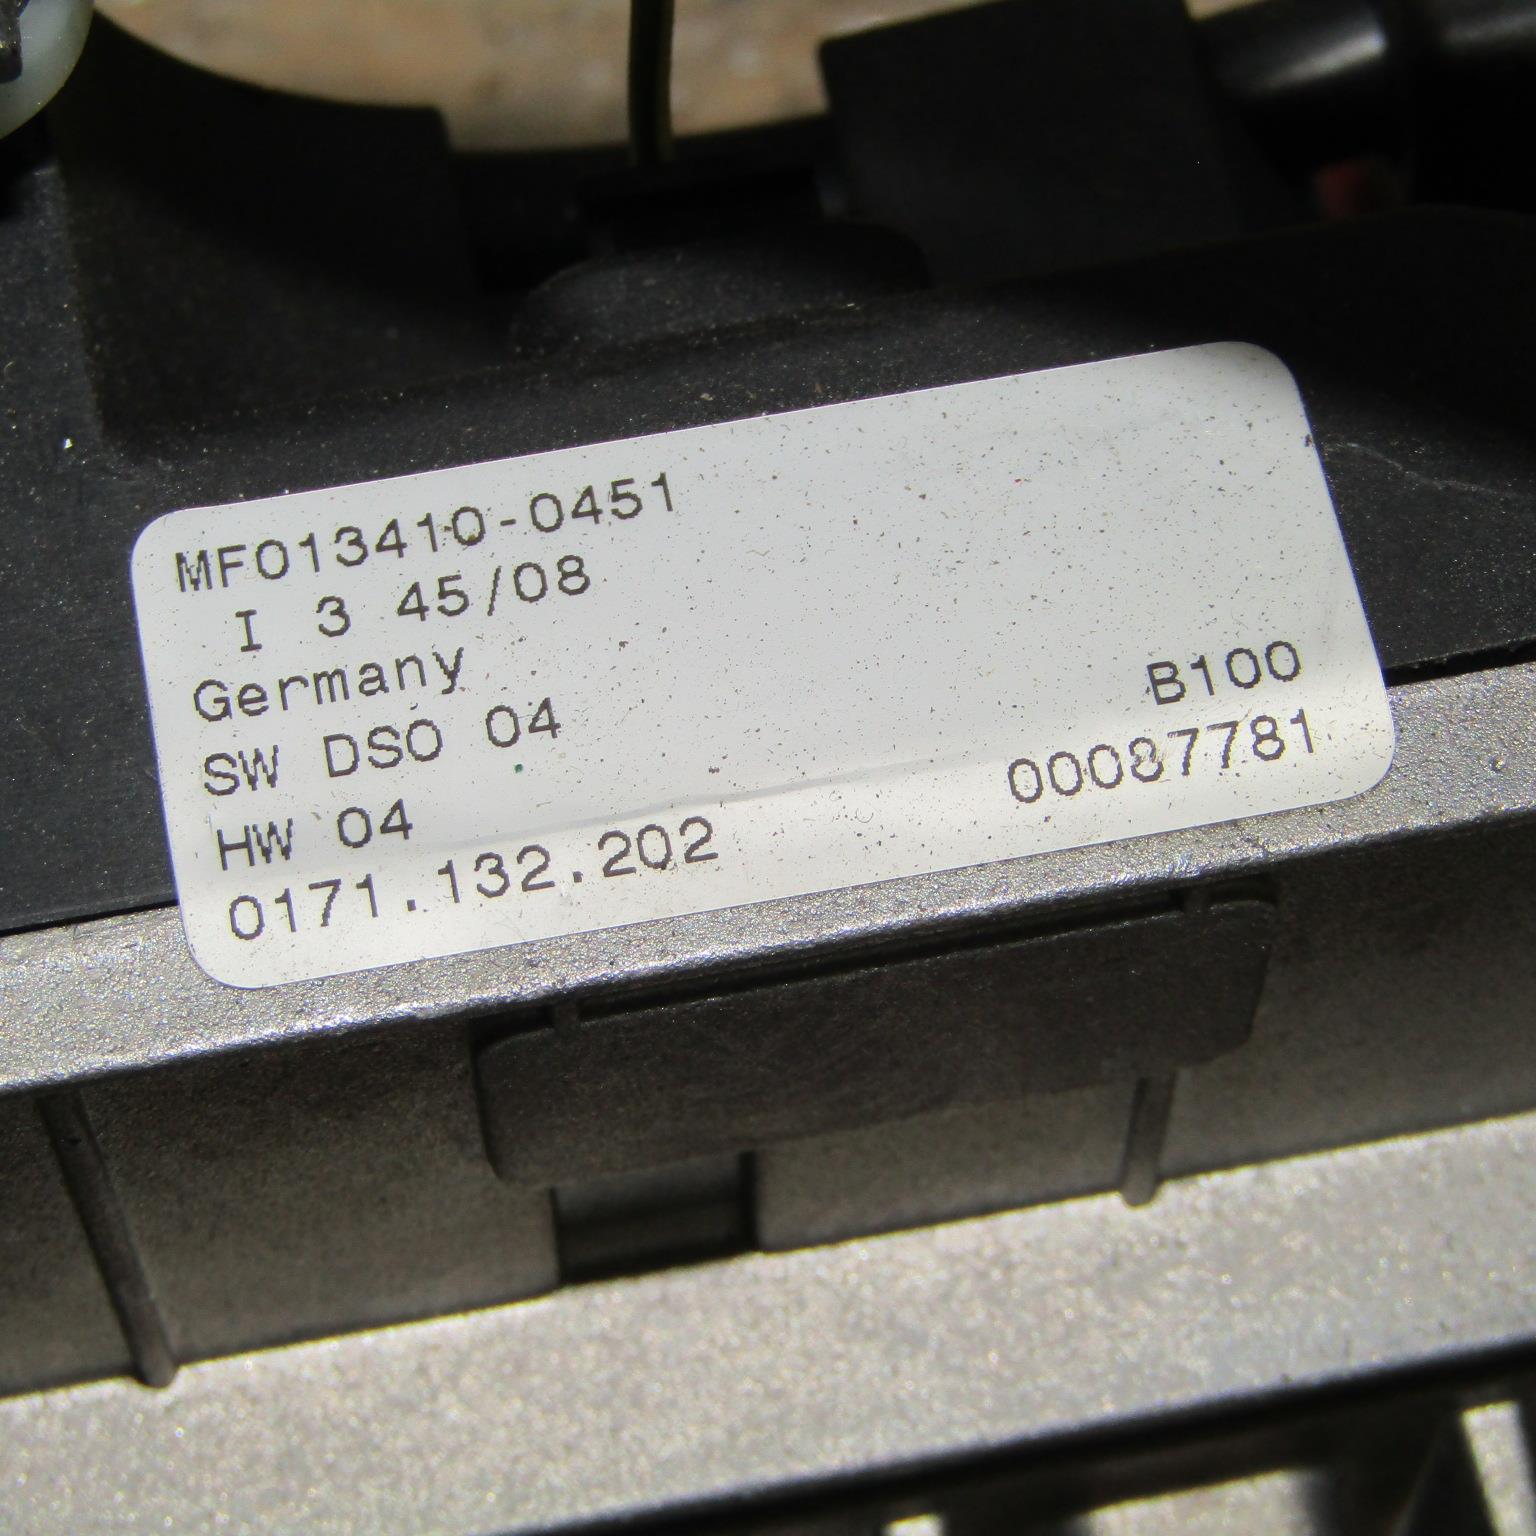 MF013410-0451
I 3 45/08
Germany
SW DSO 04
HW 04
0171.132.202
B100
00087781